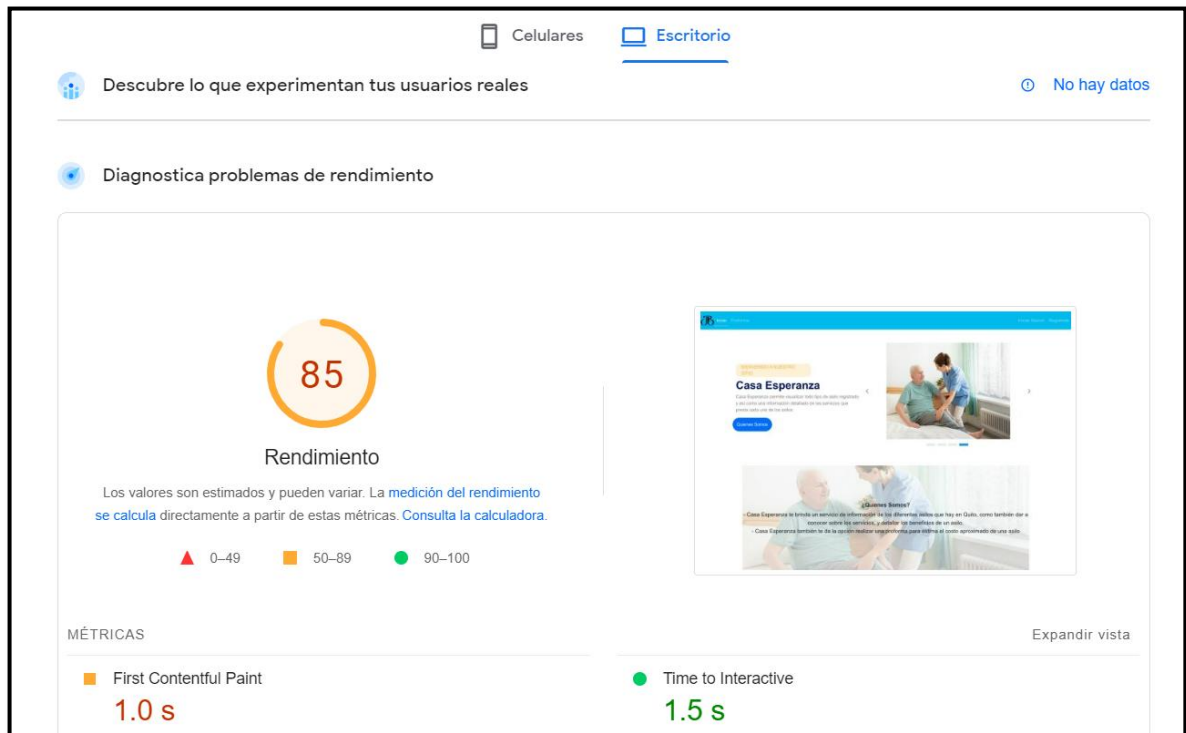 Celulares
Escritorio
Descubre lo que experimentan tus usuarios reales
No hay datos
Diagnostica problemas de rendimiento
85
Rendimiento
Los valores son estimados y pueden variar. La medición del rendimiento
se calcula directamente a partir de estas métricas. Consulta la calculadora.
0–49
50–89
90–100
Casa Esperanza
Quienes Somos
¿Quienes Somos?
MÉTRICAS
Expandir vista
First Contentful Paint
1.0 s
Time to Interactive
1.5 s